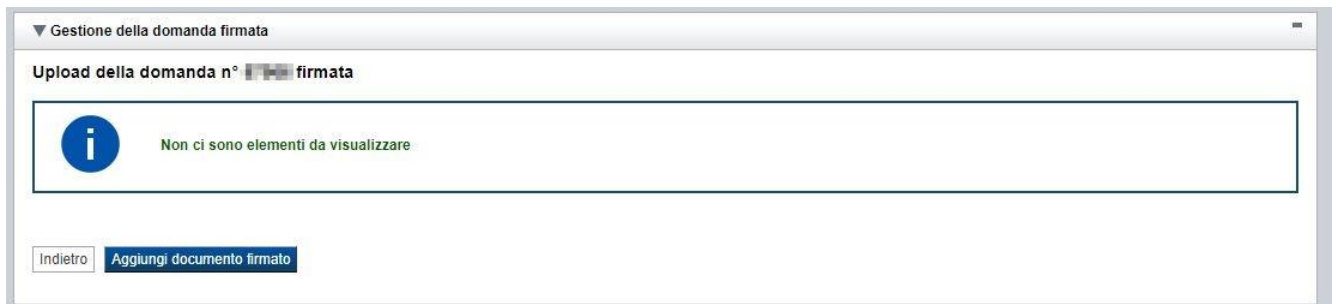 Gestione della domanda firmata
Upload della domanda n° firmata
Non ci sono elementi da visualizzare
Indietro
Aggiungi documento firmato